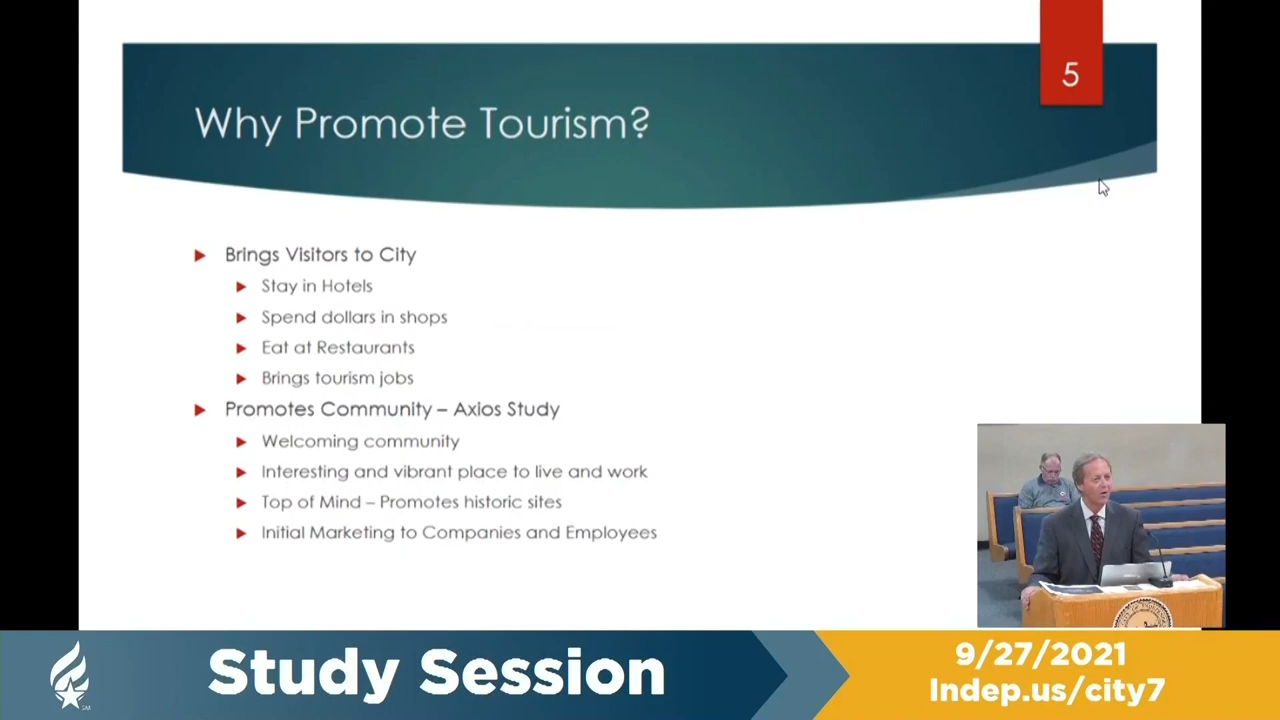 5
Why Promote Tourism?
Brings Visitors to City
Stay in Hotels
Spend dollars in shops
Eat at Restaurants
Brings tourism jobs
Promotes Community – Axios Study
Welcoming community
Interesting and vibrant place to live and work
Top of Mind – Promotes historic sites
Initial Marketing to Companies and Employees
Study Session
9/27/2021
Indep.us/city7